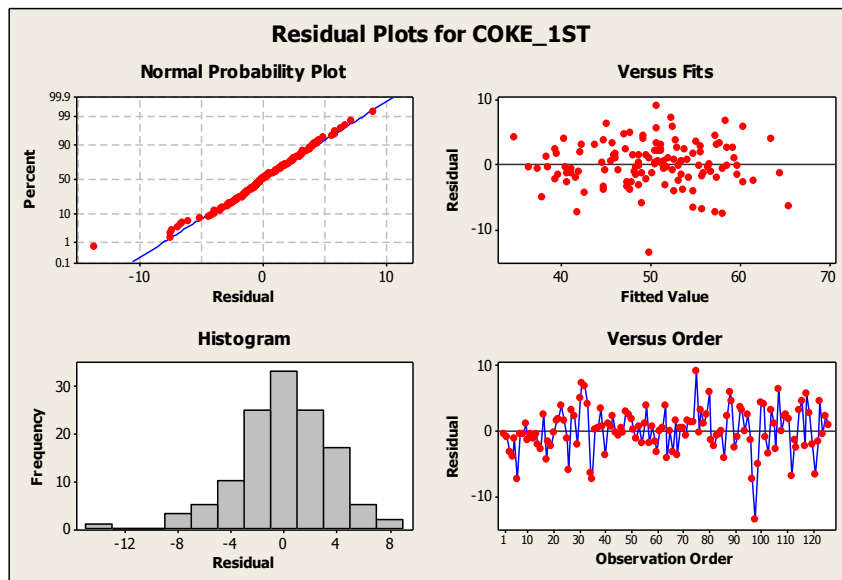 Residual Plots for COKE_1ST
Normal Probability Plot
99.9
99
90
50
10
1
0.1
Percent
-10 0 10
Residual
Versus Fits
10
0
-10
Residual
40 50 60 70
Fitted Value
Histogram
30
20
10
0
Frequency
-12 -8 -4 0 4 8
Residual
Versus Order
10
0
-10
Residual
1 10 20 30 40 50 60 70 80 90 100 110 120
Observation Order